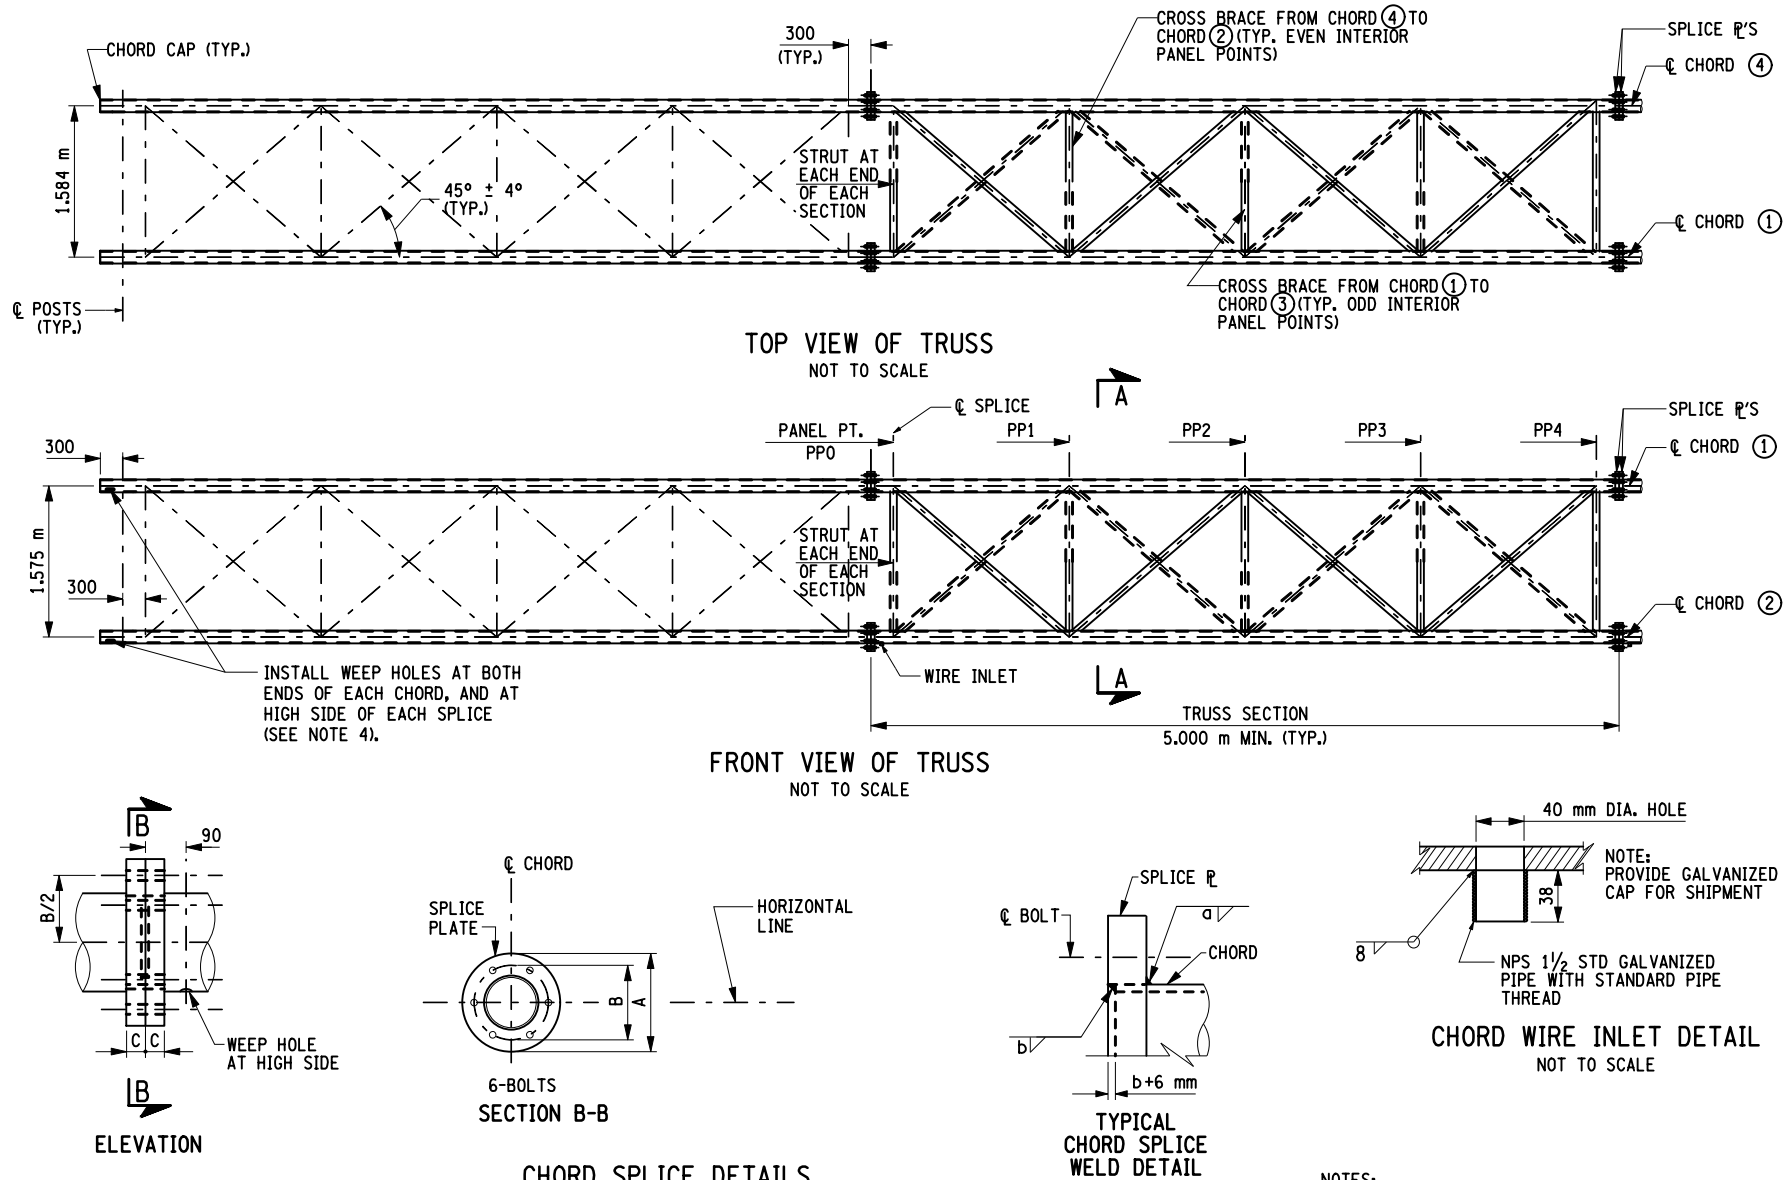 CHORD CAP (TYP.)
300
(TYP.)
CROSS BRACE FROM CHORD 4 TO
CHORD 2 (TYP. EVEN INTERIOR
PANEL POINTS)
SPLICE ℙ'S
℄ CHORD 4
1.584 m
45° ± 4°
(TYP.)
STRUT AT
EACH END
OF EACH
SECTION
℄ CHORD 1
℄ POSTS
(TYP.)
CROSS BRACE FROM CHORD 1 TO
CHORD 3 (TYP. ODD INTERIOR
PANEL POINTS)
TOP VIEW OF TRUSS
NOT TO SCALE
A
℄ SPLICE
PANEL PT.
PP0
PP1
PP2
PP3
PP4
SPLICE ℙ'S
℄ CHORD 1
300
1.575 m
300
STRUT AT
EACH END
OF EACH
SECTION
℄ CHORD 2
INSTALL WEEP HOLES AT BOTH
ENDS OF EACH CHORD, AND AT
HIGH SIDE OF EACH SPLICE
(SEE NOTE 4).
WIRE INLET
A
TRUSS SECTION
5.000 m MIN. (TYP.)
FRONT VIEW OF TRUSS
NOT TO SCALE
B
90
B/2
C C
WEEP HOLE
AT HIGH SIDE
B
ELEVATION
℄ CHORD
SPLICE
PLATE
HORIZONTAL
LINE
B
A
6-BOLTS
SECTION B-B
CHORD SPLICE DETAILS
SPLICE ℙ
℄ BOLT
a
CHORD
b
b+6 mm
TYPICAL
CHORD SPLICE
WELD DETAIL
40 mm DIA. HOLE
NOTE:
PROVIDE GALVANIZED
CAP FOR SHIPMENT
38
8
NPS 1½ STD GALVANIZED
PIPE WITH STANDARD PIPE
THREAD
CHORD WIRE INLET DETAIL
NOT TO SCALE
NOTES: